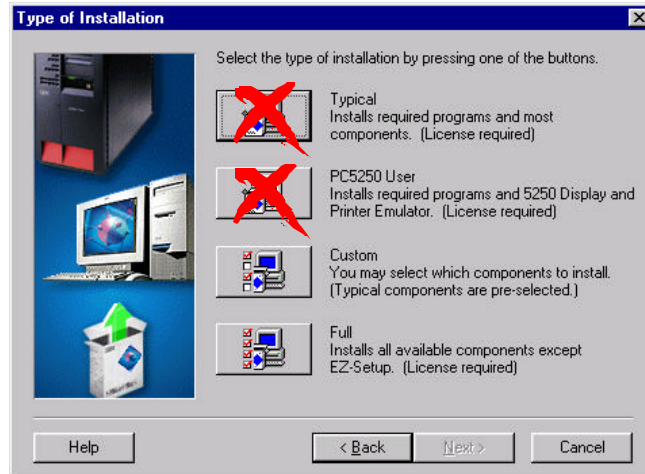 Type of Installation
Select the type of installation by pressing one of the buttons.
Typical
Installs required programs and most
components. (License required)
PC5250 User
Installs required programs and 5250 Display and
Printer Emulator. (License required)
Custom
You may select which components to install.
(Typical components are pre-selected.)
Full
Installs all available components except
EZ-Setup. (License required)
Help
< Back
Next >
Cancel